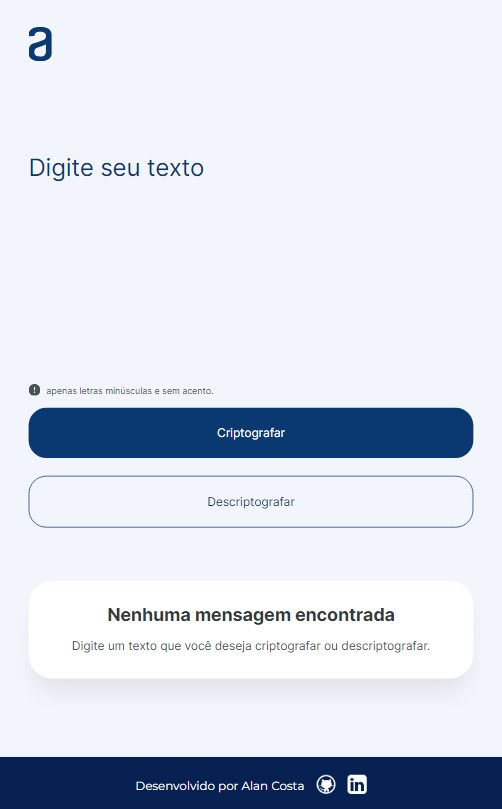 a
Digite seu texto
apenas letras minúsculas e sem acento.
Criptografar
Descriptografar
Nenhuma mensagem encontrada
Digite um texto que você deseja criptografar ou descriptografar.
Desenvolvido por Alan Costa
in